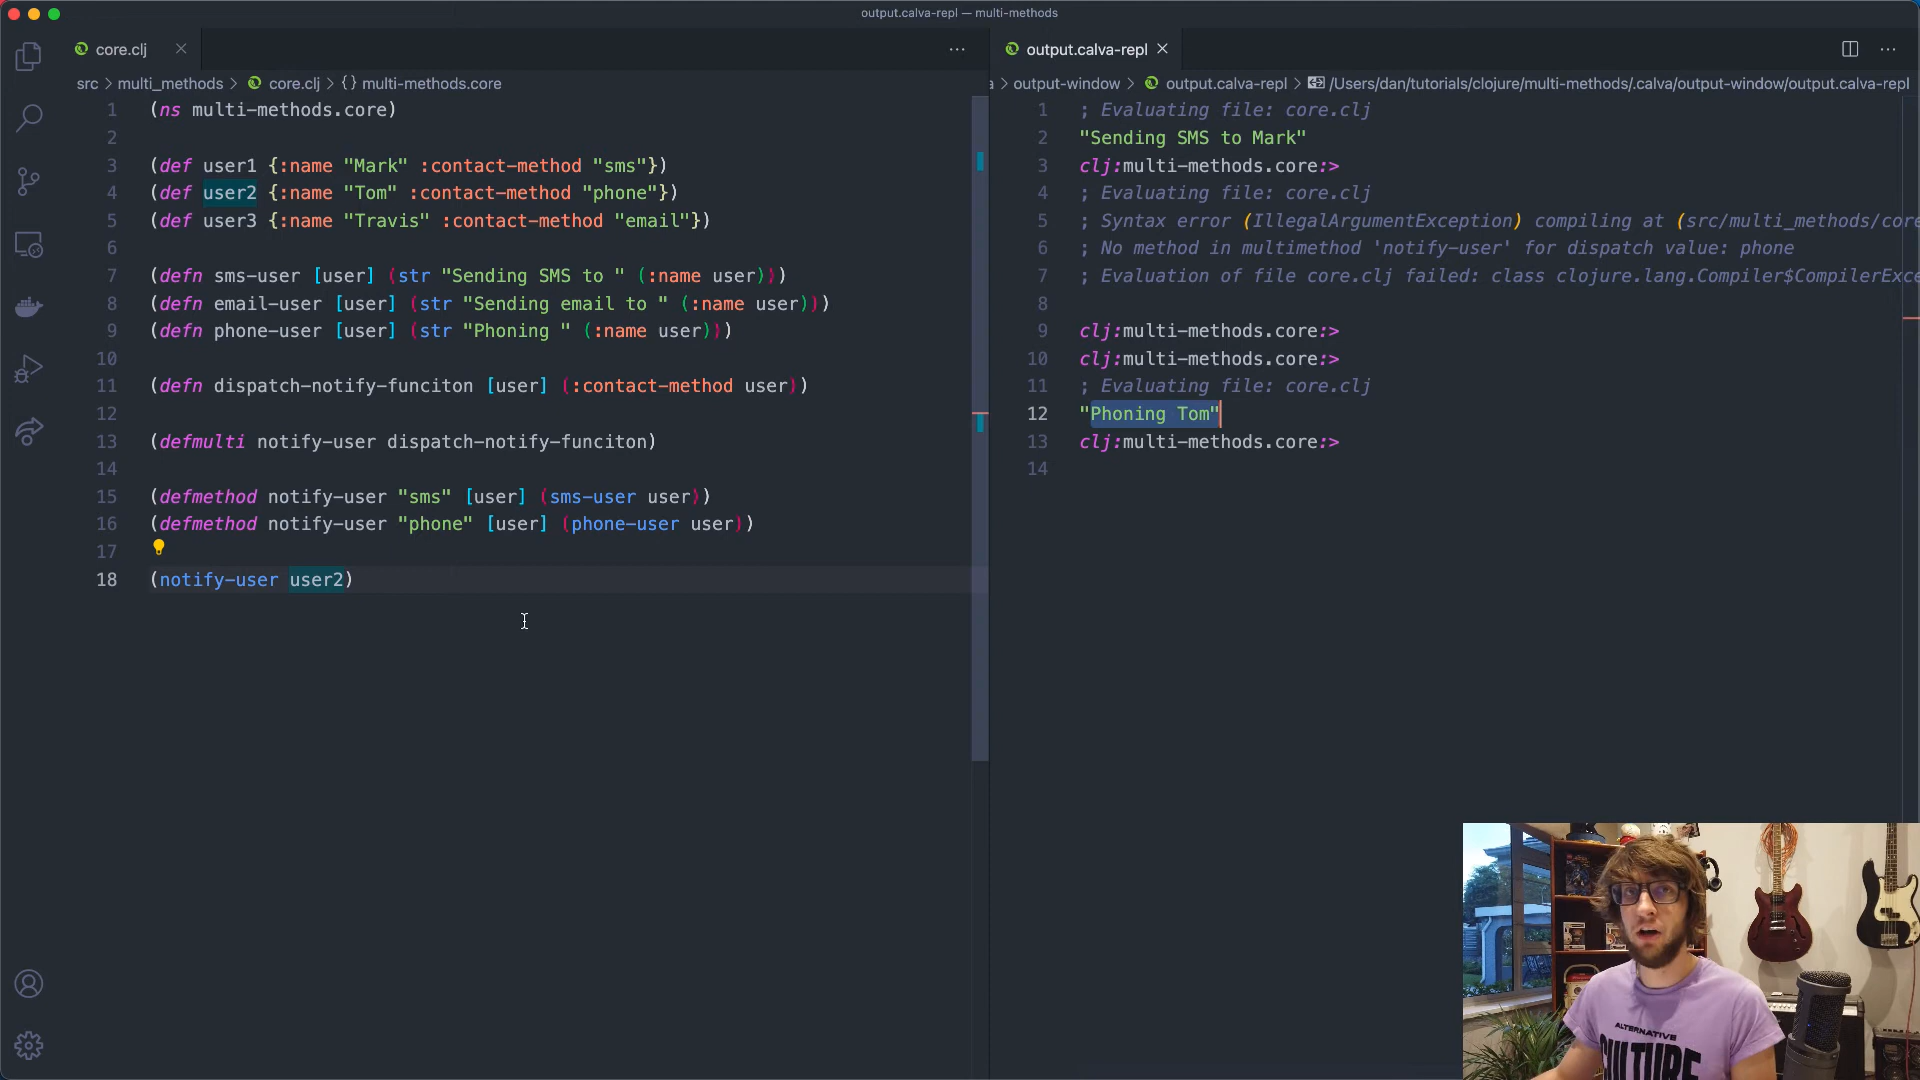 output.calva-repl — multi-methods
core.clj
src > multi_methods > core.clj > {} multi-methods.core
1 (ns multi-methods.core)
2
3 (def user1 {:name "Mark" :contact-method "sms"})
4 (def user2 {:name "Tom" :contact-method "phone"})
5 (def user3 {:name "Travis" :contact-method "email"})
6
7 (defn sms-user [user] (str "Sending SMS to " (:name user)))
8 (defn email-user [user] (str "Sending email to " (:name user)))
9 (defn phone-user [user] (str "Phoning " (:name user)))
10
11 (defn dispatch-notify-funciton [user] (:contact-method user))
12
13 (defmulti notify-user dispatch-notify-funciton)
14
15 (defmethod notify-user "sms" [user] (sms-user user))
16 (defmethod notify-user "phone" [user] (phone-user user))
17
18 (notify-user user2)
output.calva-repl
a > output-window > output.calva-repl > /Users/dan/tutorials/clojure/multi-methods/.calva/output-window/output.calva-repl
1 ; Evaluating file: core.clj
2 "Sending SMS to Mark"
3 clj:multi-methods.core:>
4 ; Evaluating file: core.clj
5 ; Syntax error (IllegalArgumentException) compiling at (src/multi_methods/core
6 ; No method in multimethod 'notify-user' for dispatch value: phone
7 ; Evaluation of file core.clj failed: class clojure.lang.Compiler$CompilerExce
8
9 clj:multi-methods.core:>
10 clj:multi-methods.core:>
11 ; Evaluating file: core.clj
12 "Phoning Tom"
13 clj:multi-methods.core:>
14
ALTERNATIVE
CULTURE